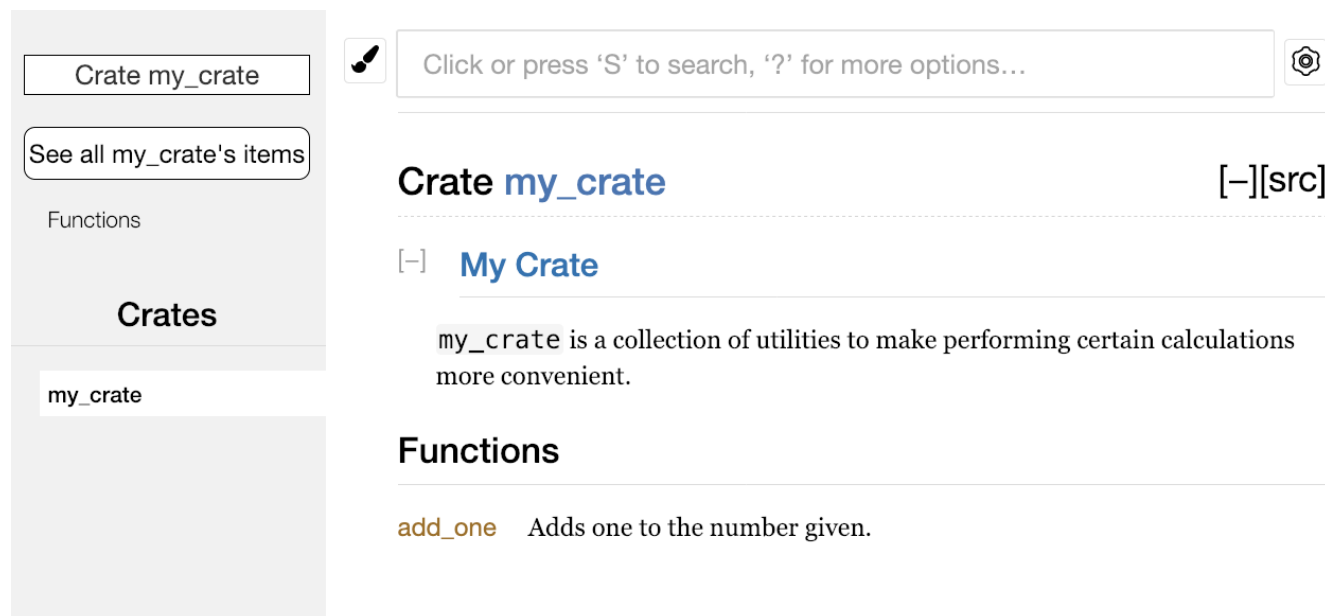 Crate my_crate
See all my_crate's items
Functions
Crates
my_crate
Click or press ‘S’ to search, ‘?’ for more options…
Crate my_crate [−][src]
[−] My Crate
my_crate is a collection of utilities to make performing certain calculations
more convenient.
Functions
add_one Adds one to the number given.